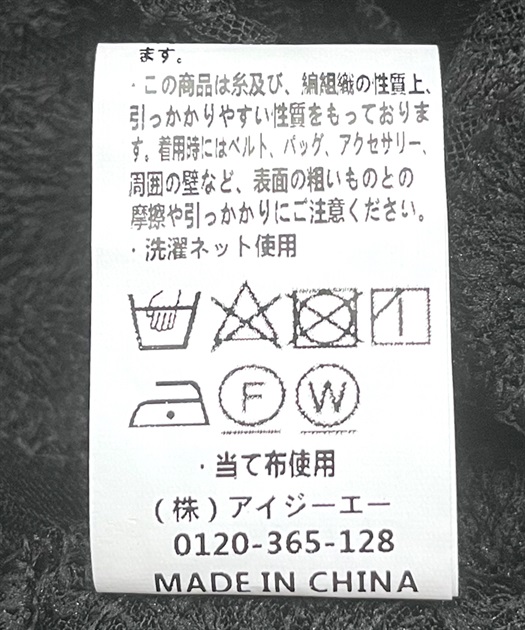 ます。
・この商品は糸及び、編組織の性質上、
引っかかりやすい性質をもっておりま
す。着用時にはベルト、バッグ、アクセサリー、
周囲の壁など、表面の粗いものとの
摩擦や引っかかりにご注意ください。
・洗濯ネット使用
F W
・当て布使用
(株)アイジーエー
0120-365-128
MADE IN CHINA